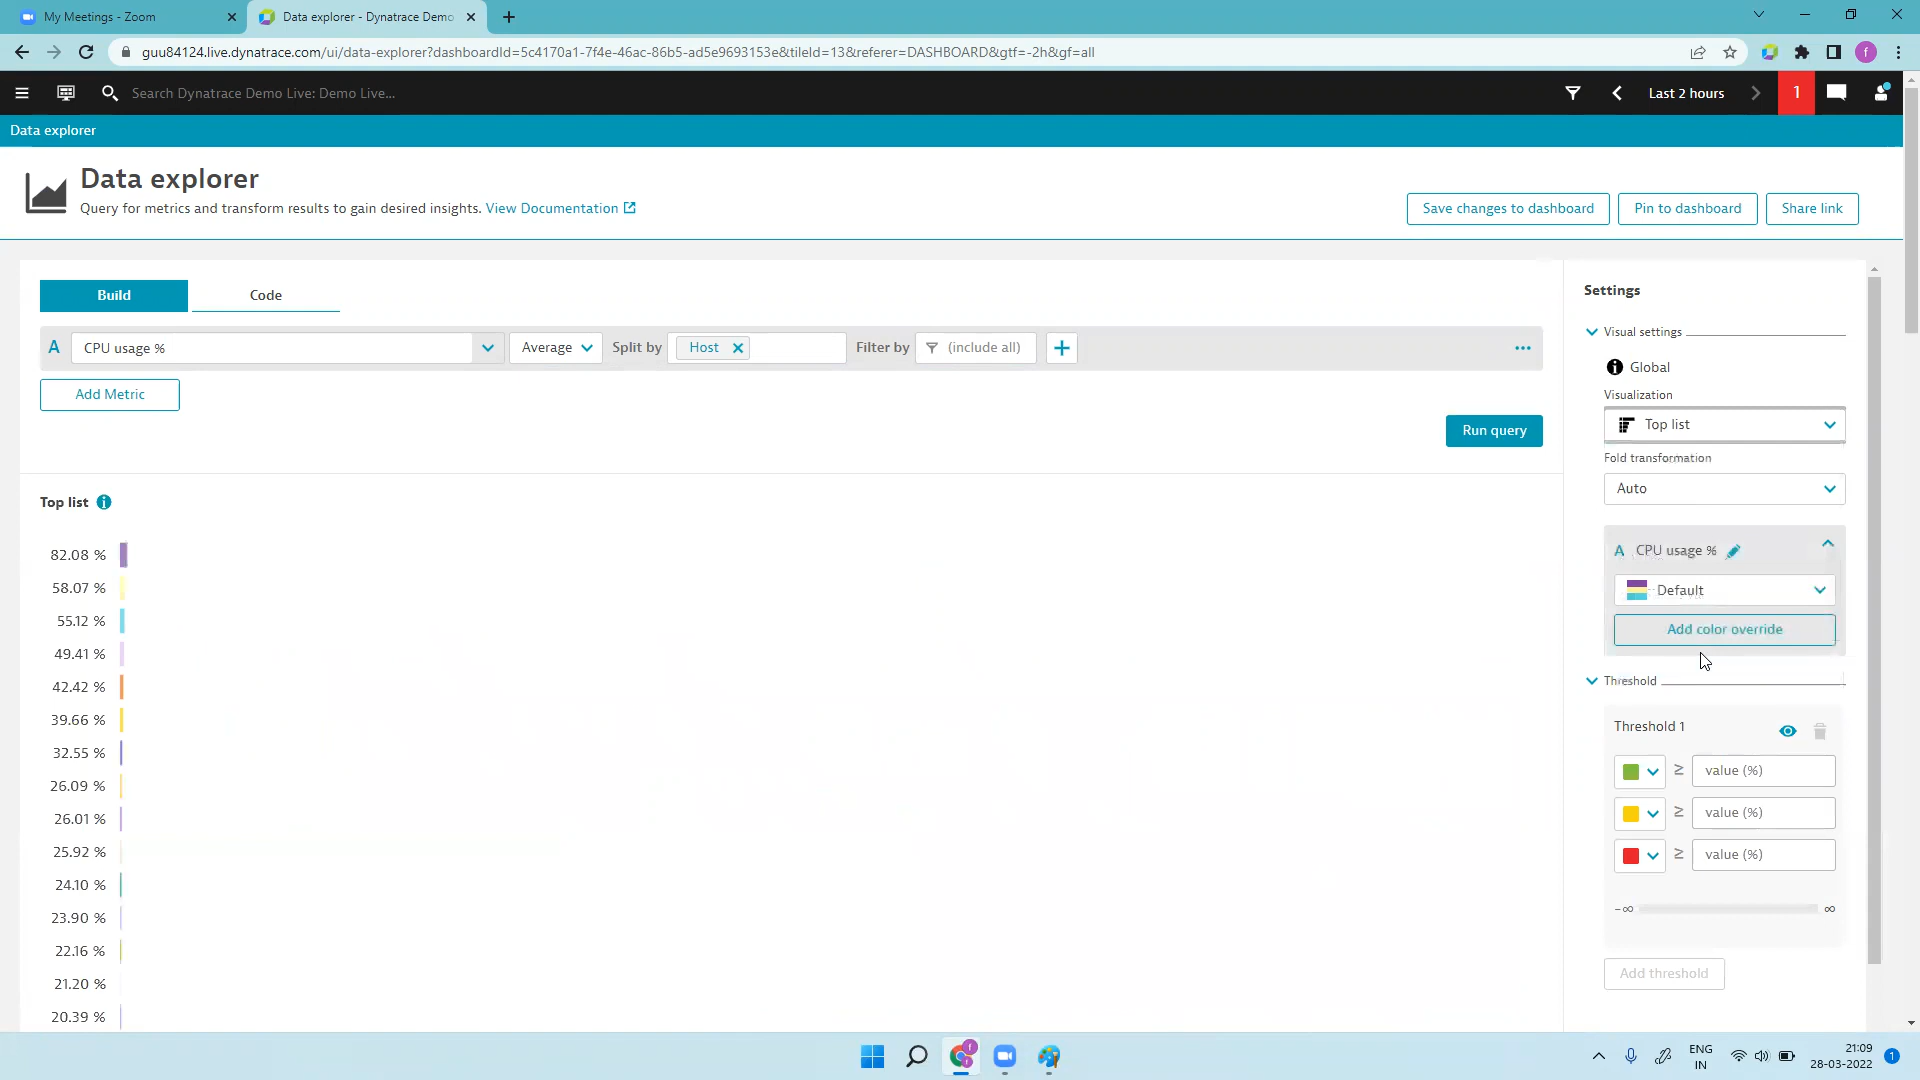 My Meetings - Zoom
Data explorer - Dynatrace Demo
guu84124.live.dynatrace.com/ui/data-explorer?dashboardId=5c4170a1-7f4e-46ac-86b5-ad5e9693153e&tileId=13&referer=DASHBOARD&gtf=-2h&gf=all
f
Search Dynatrace Demo Live: Demo Live...
Last 2 hours
1
Data explorer
Data explorer
Query for metrics and transform results to gain desired insights. View Documentation
Save changes to dashboard
Pin to dashboard
Share link
Build
Code
A CPU usage % Average Split by Host Filter by (include all)
Add Metric
Run query
Top list
82.08 %
58.07 %
55.12 %
49.41 %
42.42 %
39.66 %
32.55 %
26.09 %
26.01 %
25.92 %
24.10 %
23.90 %
22.16 %
21.20 %
20.39 %
Settings
Visual settings
Global
Visualization
Top list
Fold transformation
Auto
A CPU usage %
Default
Add color override
Threshold
Threshold 1
≥ value (%)
≥ value (%)
≥ value (%)
-∞ ∞
Add threshold
ENG
IN
21:09
28-03-2022
1